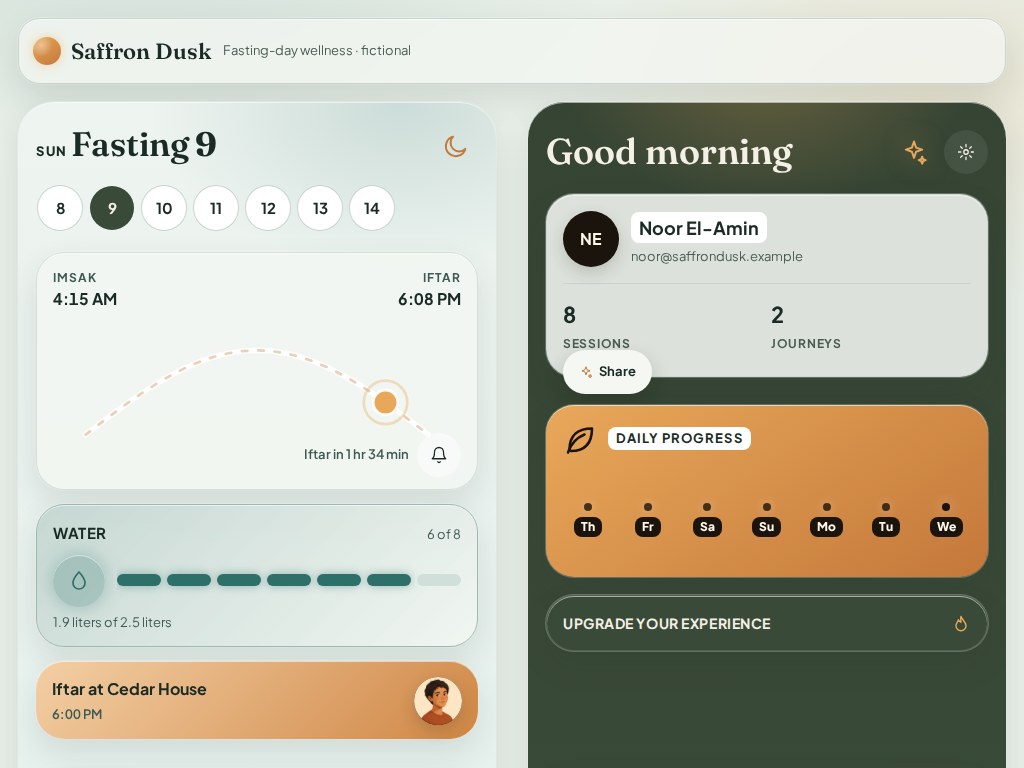 Saffron Dusk Fasting-day wellness · fictional
SUN Fasting 9
8 9 10 11 12 13 14
IMSAK IFTAR
4:15 AM 6:08 PM
Iftar in 1 hr 34 min
WATER 6 of 8
1.9 liters of 2.5 liters
Iftar at Cedar House
6:00 PM
Good morning
NE Noor El-Amin
noor@saffrondusk.example
8 2
SESSIONS JOURNEYS
Share
DAILY PROGRESS
Th Fr Sa Su Mo Tu We
UPGRADE YOUR EXPERIENCE